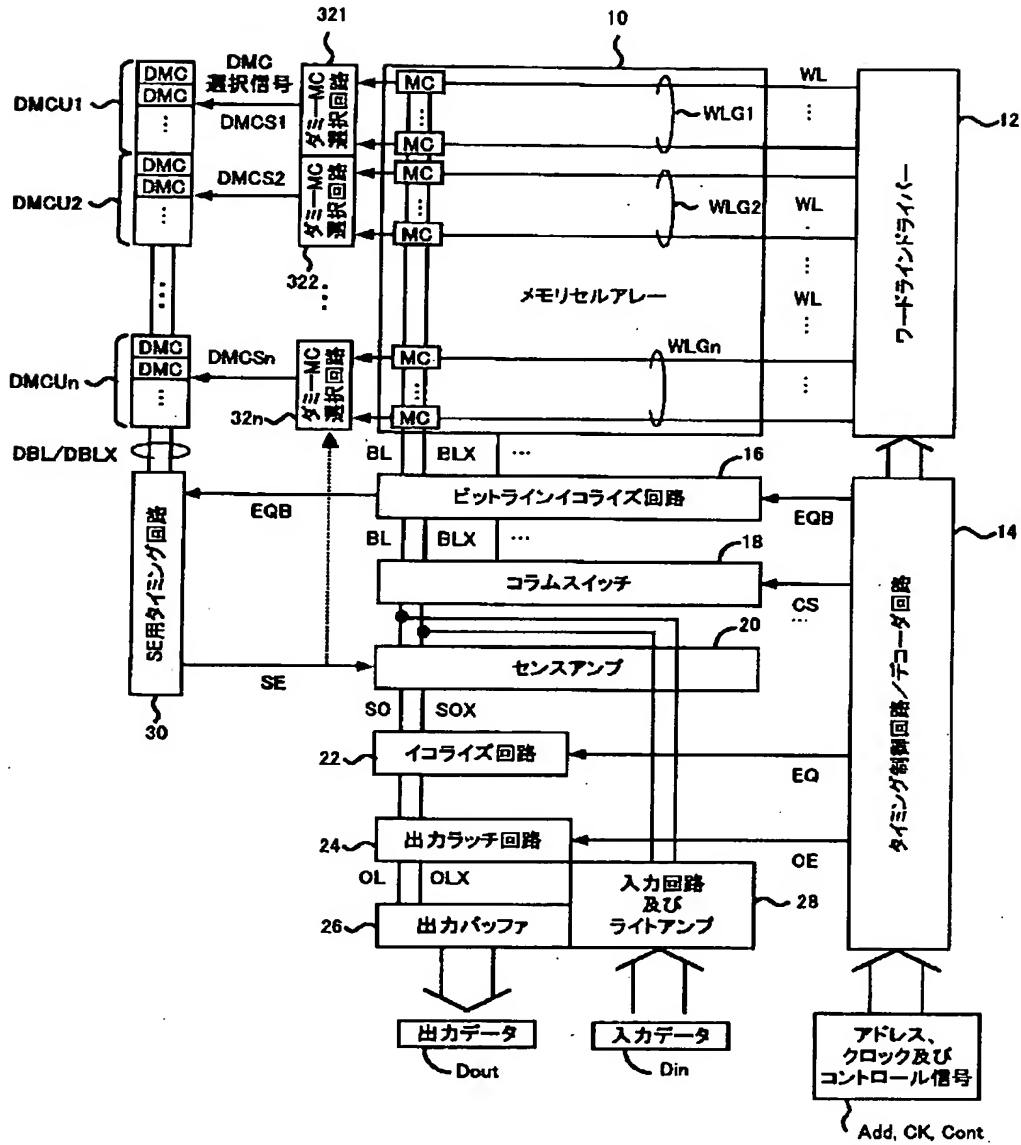 321
10
DMC
選択信号
DMCU1
DMC
DMC
…
DMCS1
ダミーMC
選択回路
MC
…
MC
WLG1
WL
…
12
DMCU2
DMC
DMC
…
DMCS2
ダミーMC
選択回路
322
…
MC
…
MC
WLG2
WL
…
WL
…
メモリセルアレー
ワードラインドライバー
…
DMCUn
DMC
DMC
…
DMCSn
ダミーMC
選択回路
32n
MC
…
MC
WLGn
…
DBL/DBLX
BL
BLX
…
16
EQB
ビットラインイコライズ回路
EQB
14
BL
BLX
…
18
コラムスイッチ
CS
…
SE用タイミング回路
30
20
センスアンプ
SE
SO
SOX
22
イコライズ回路
EQ
タイミング制御回路/デコーダ回路
24
出力ラッチ回路
OE
OL
OLX
入力回路
及び
ライトアンプ
28
26
出力バッファ
出力データ
Dout
入力データ
Din
アドレス、
クロック及び
コントロール信号
Add, CK, Cont